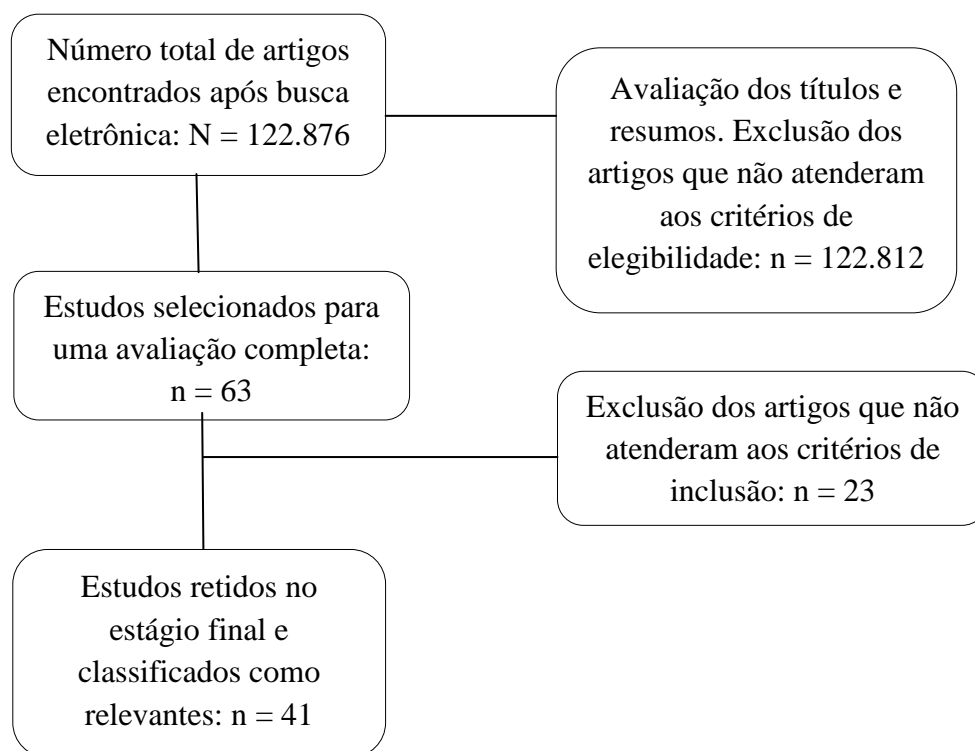 Número total de artigos
encontrados após busca
eletrônica: N = 122.876
Avaliação dos títulos e
resumos. Exclusão dos
artigos que não atenderam
aos critérios de
elegibilidade: n = 122.812
Estudos selecionados para
uma avaliação completa:
n = 63
Exclusão dos artigos que não
atenderam aos critérios de
inclusão: n = 23
Estudos retidos no
estágio final e
classificados como
relevantes: n = 41